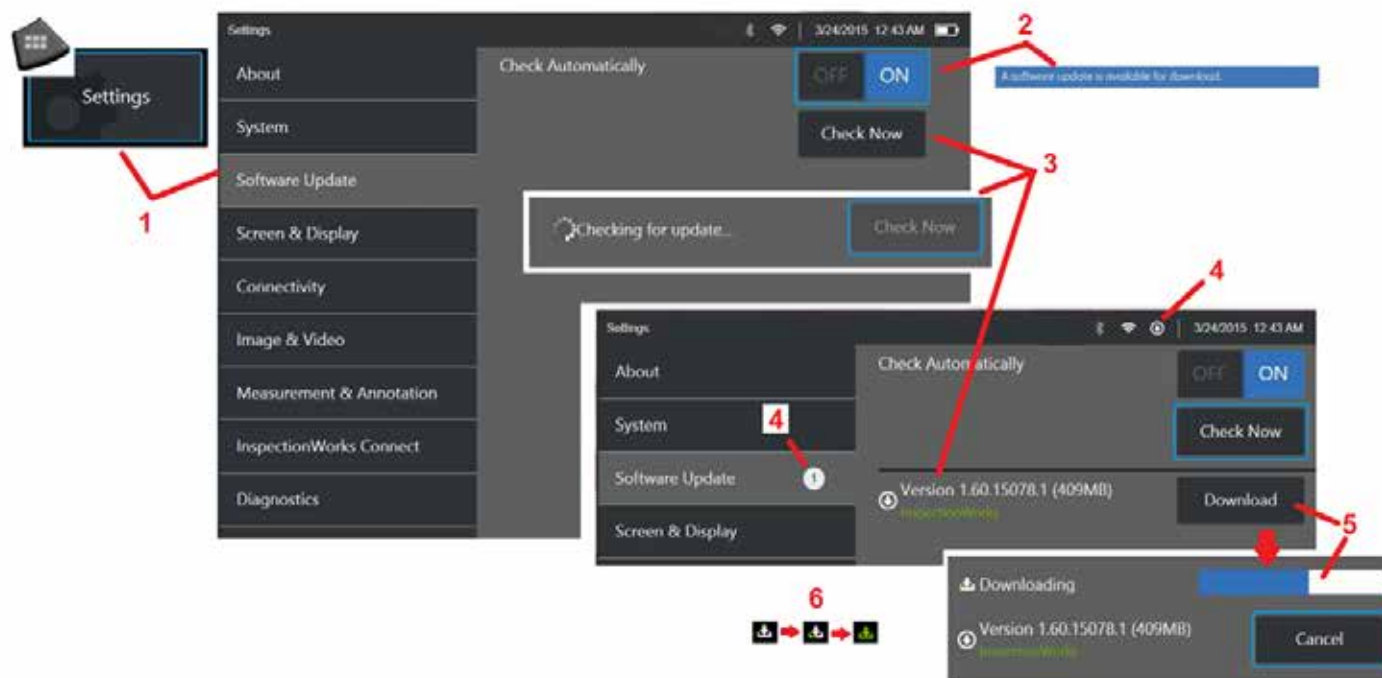 Settings
1
Settings
3/24/2015 12:43 AM
About
System
Software Update
Screen & Display
Connectivity
Image & Video
Measurement & Annotation
InspectionWorks Connect
Diagnostics
Check Automatically
OFF ON
Check Now
2
A software update is available for download.
3
Checking for update...
Check Now
4
Settings
3/24/2015 12:43 AM
About
System
4
Software Update
1
Screen & Display
Check Automatically
OFF ON
Check Now
Version 1.60.15078.1 (409MB)
InspectionWorks
Download
5
Downloading
Version 1.60.15078.1 (409MB)
InspectionWorks
Cancel
6